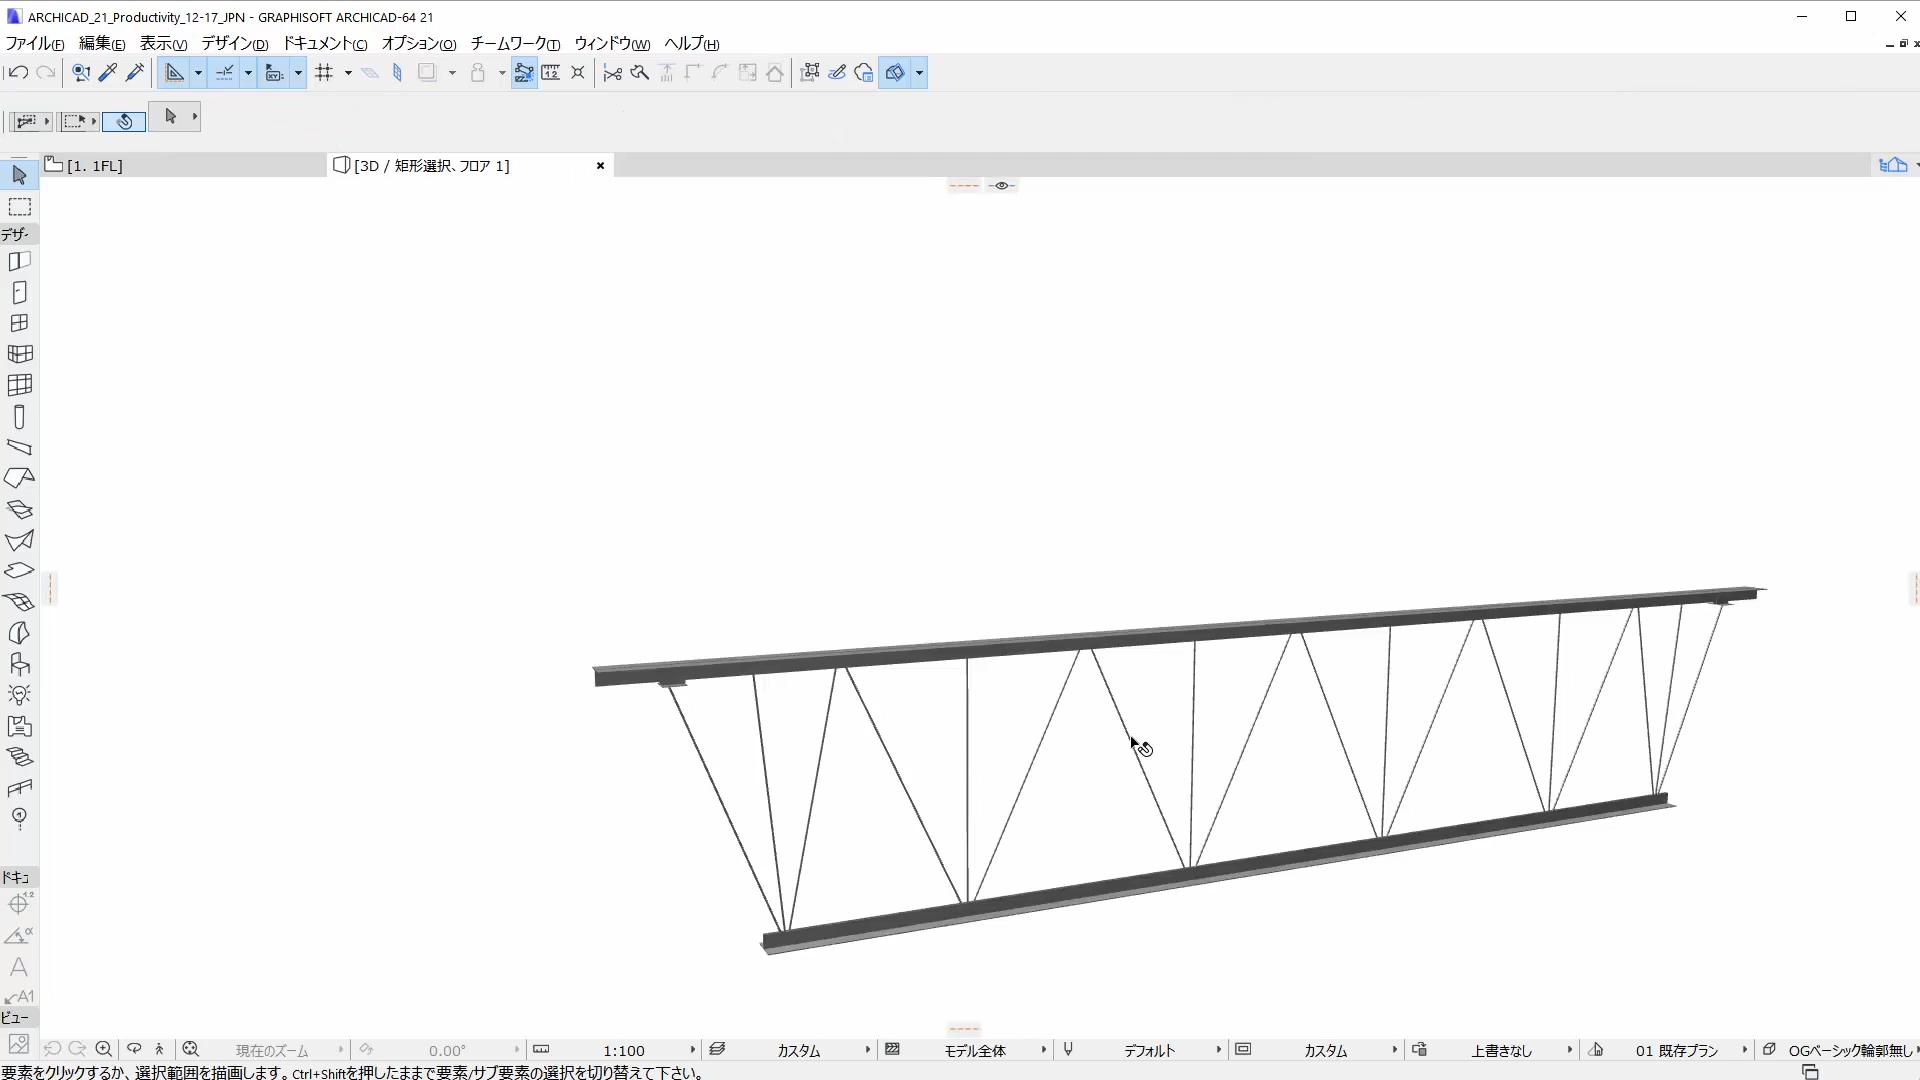 ARCHICAD_21_Productivity_12-17_JPN - GRAPHISOFT ARCHICAD-64 21
ファイル(F) 編集(E) 表示(V) デザイン(D) ドキュメント(C) オプション(O) チームワーク(T) ウィンドウ(W) ヘルプ(H)
[1. 1FL]
[3D / 矩形選択、フロア 1]
デザ
ドキュ
ビュー
現在のズーム 0.00° 1:100 カスタム モデル全体 デフォルト カスタム 上書きなし 01 既存プラン OGベーシック輪郭無し
要素をクリックするか、選択範囲を描画します。Ctrl+Shiftを押したままで要素/サブ要素の選択を切り替えて下さい。